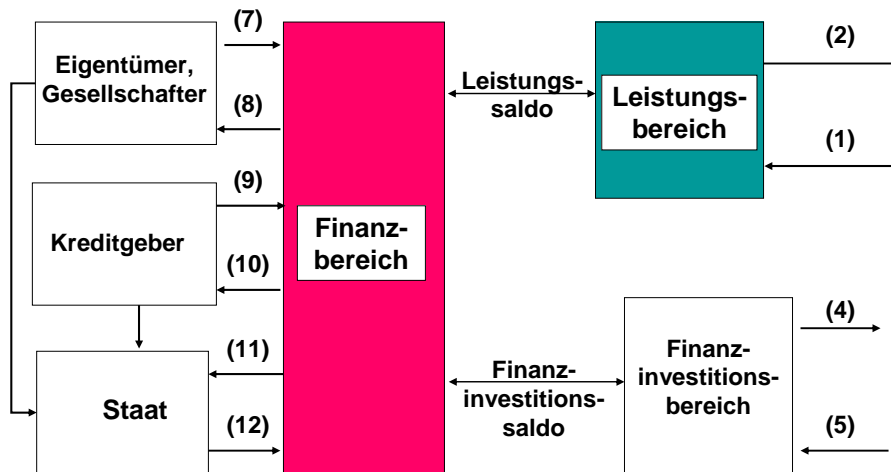 (7)
Eigentümer,
Gesellschafter
(8)
(9)
Kreditgeber
(10)
(11)
Staat
(12)
Finanz-
bereich
Leistungs-
saldo
Leistungs-
bereich
(2)
(1)
Finanz-
investitions-
saldo
Finanz-
investitions-
bereich
(4)
(5)